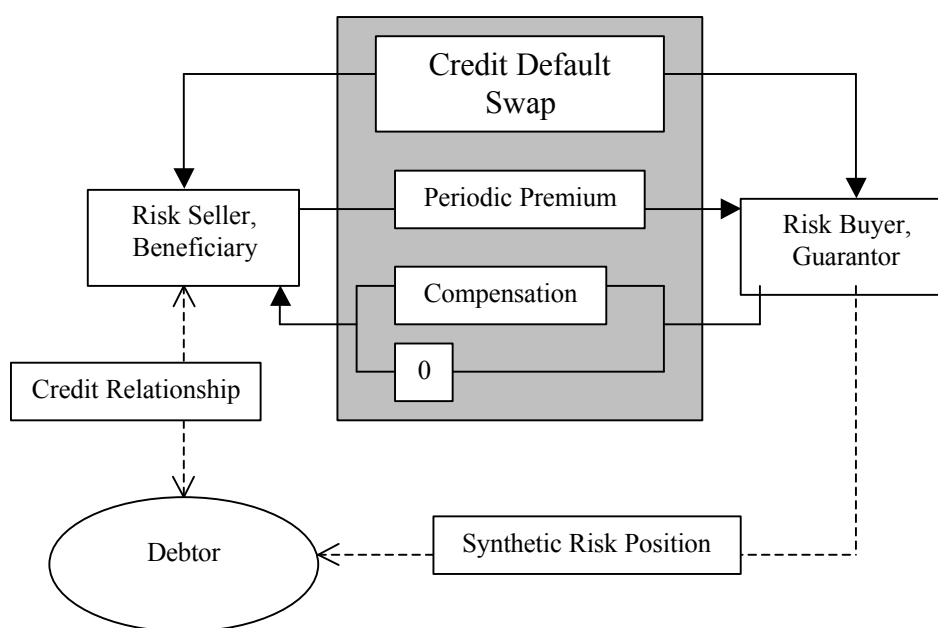 Credit Default
Swap
Periodic Premium
Risk Seller,
Beneficiary
Risk Buyer,
Guarantor
Compensation
0
Credit Relationship
Debtor
Synthetic Risk Position